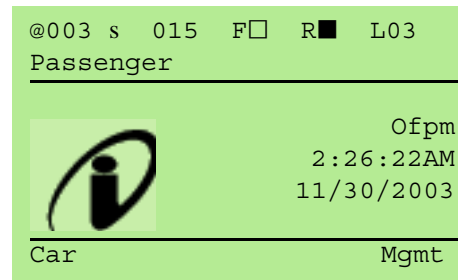 @003 s 015 F□ R■ L03
Passenger
Ofpm
2:26:22AM
11/30/2003
Car Mgmt